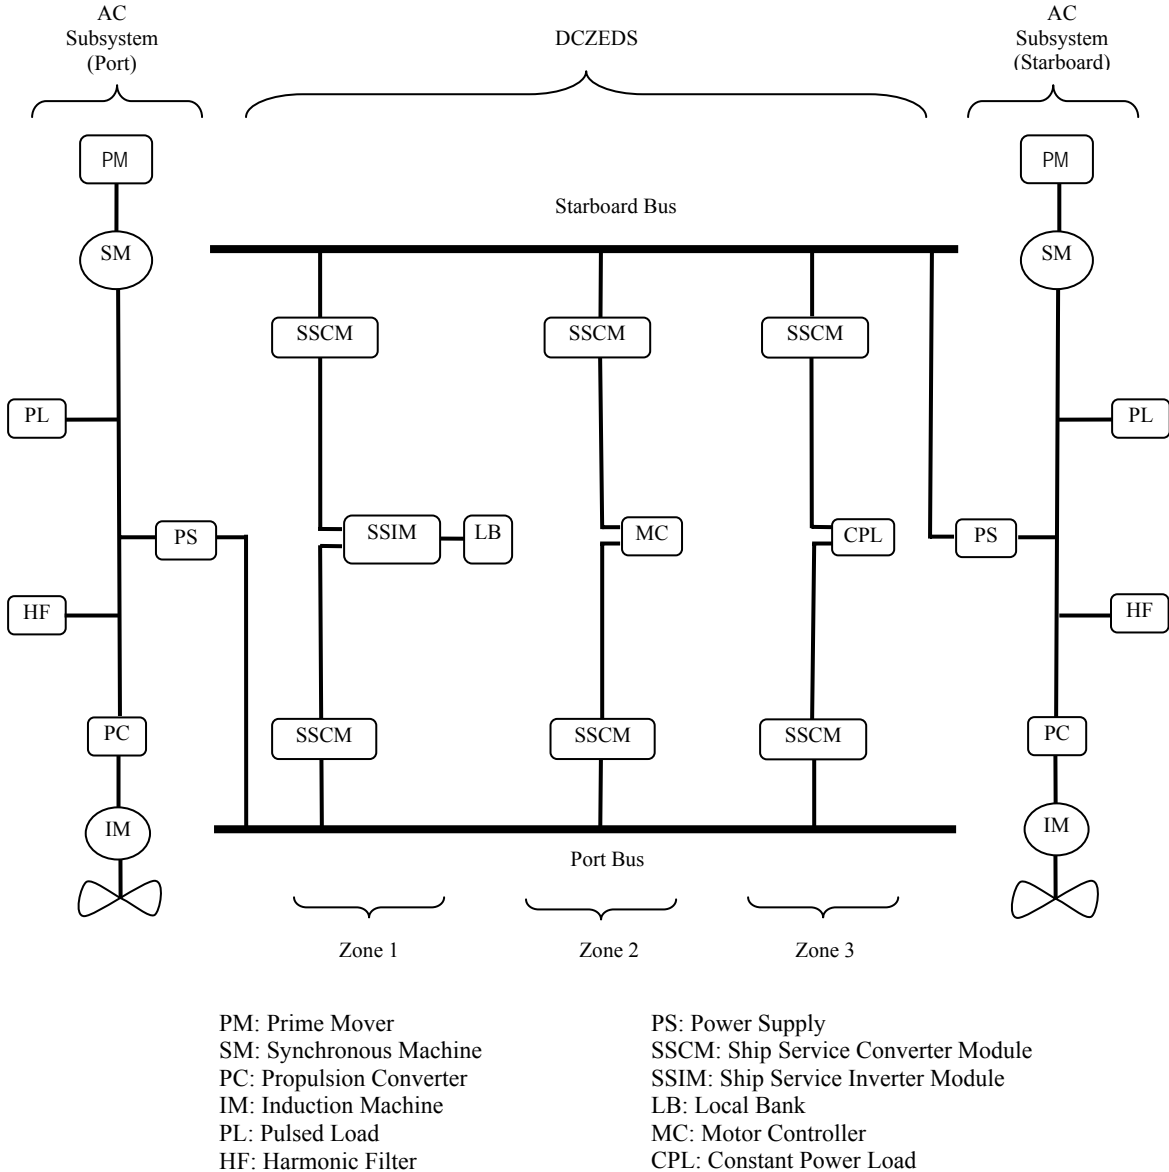 AC
Subsystem
(Port)
DCZEDS
AC
Subsystem
(Starboard)
PM
PM
Starboard Bus
SM
SM
SSCM
SSCM
SSCM
PL
PL
PS
SSIM
LB
MC
CPL
PS
HF
HF
PC
SSCM
SSCM
SSCM
PC
IM
IM
Port Bus
Zone 1
Zone 2
Zone 3
PM: Prime Mover
SM: Synchronous Machine
PC: Propulsion Converter
IM: Induction Machine
PL: Pulsed Load
HF: Harmonic Filter
PS: Power Supply
SSCM: Ship Service Converter Module
SSIM: Ship Service Inverter Module
LB: Local Bank
MC: Motor Controller
CPL: Constant Power Load